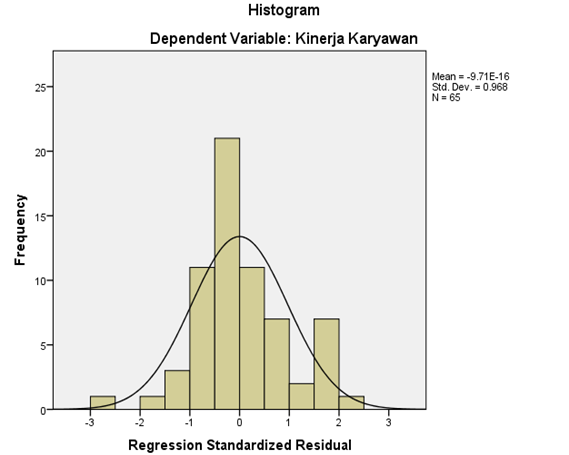 Histogram
Dependent Variable: Kinerja Karyawan
Mean = -9.71E-16
Std. Dev. = 0.968
N = 65
25
20
15
10
5
0
Frequency
-3 -2 -1 0 1 2 3
Regression Standardized Residual